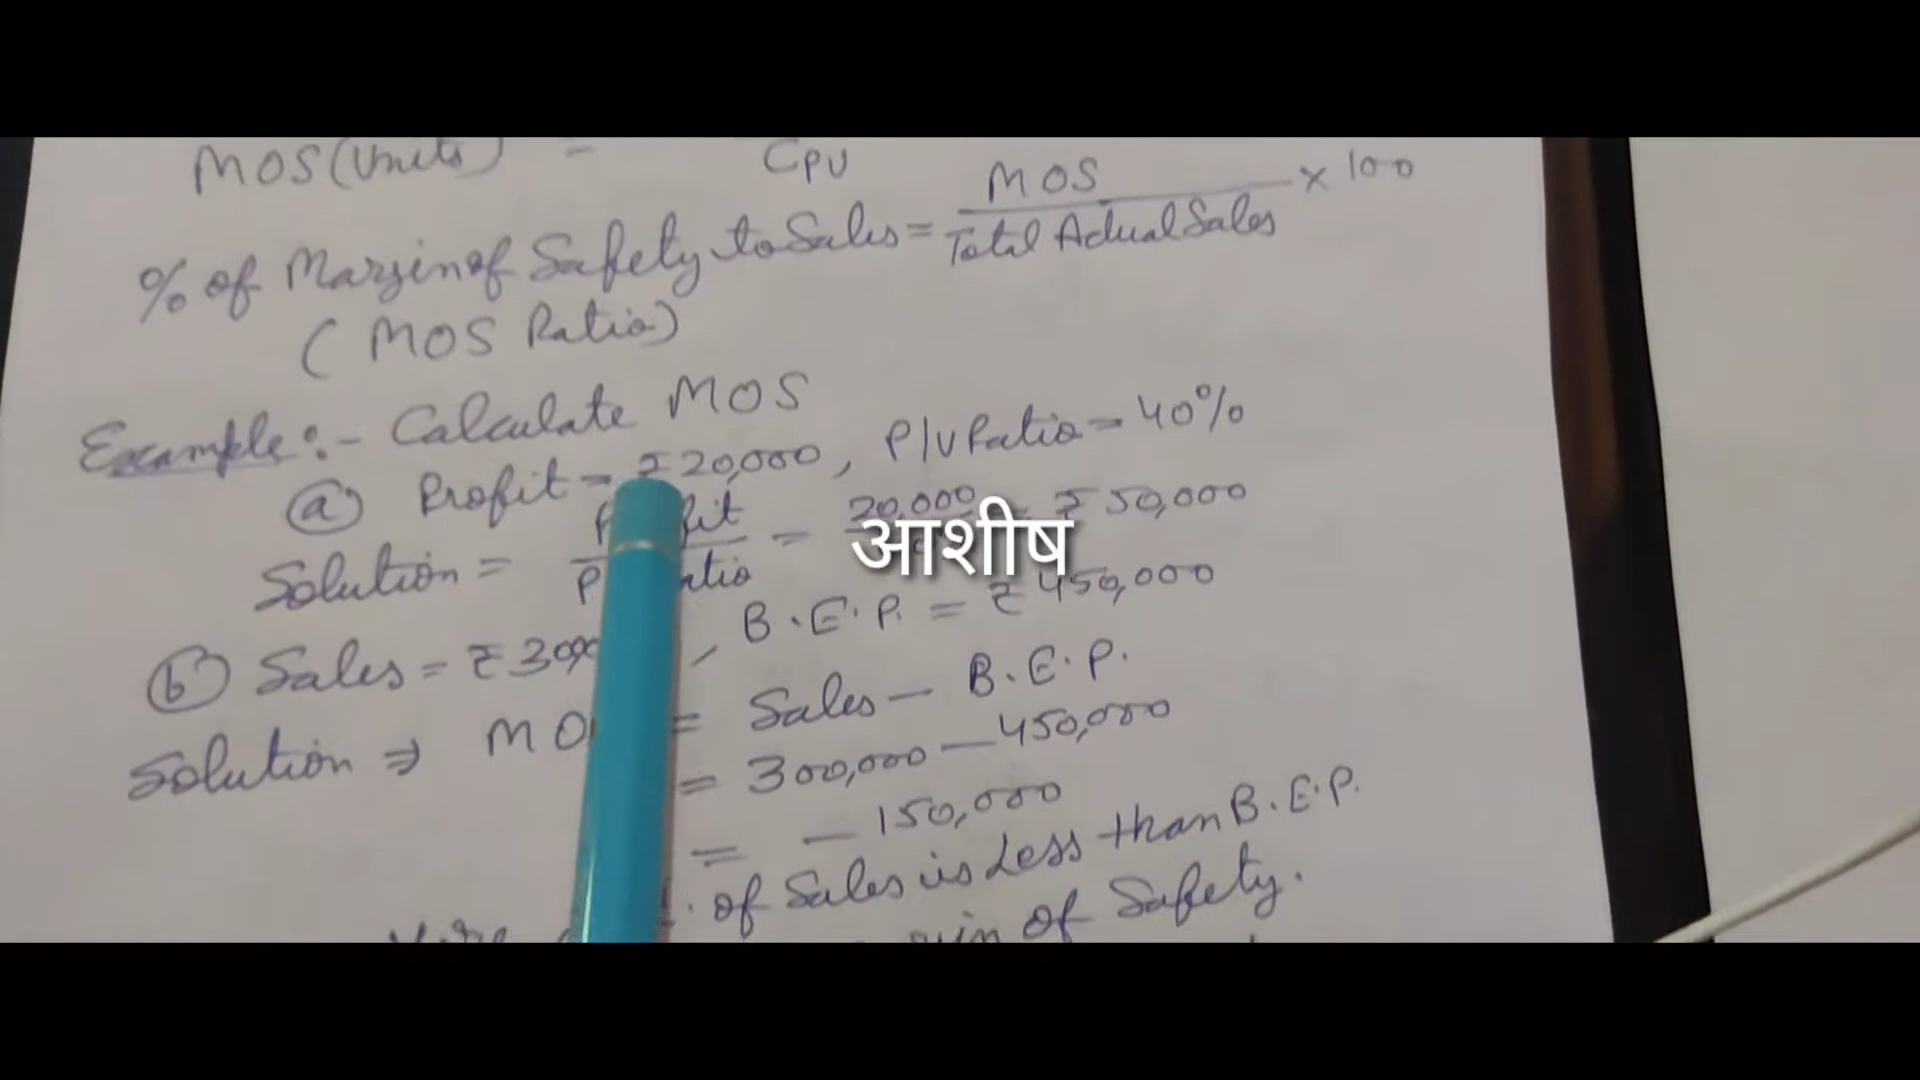 MOS (Units) = CPU
% of Margin of Safety to Sales = MOS / Total Actual Sales × 100
(MOS Ratio)
Example :- Calculate MOS
(a) Profit = ₹20,000, P/V Ratio = 40%
Solution = = 20,000 = ₹50,000
आशीष
(b) Sales = B.E.P. = ₹450,000
Solution ⇒ = Sales - B.E.P.
= 300,000 - 450,000
= - 150,000
of Sales is Less than B.E.P.
of Safety.